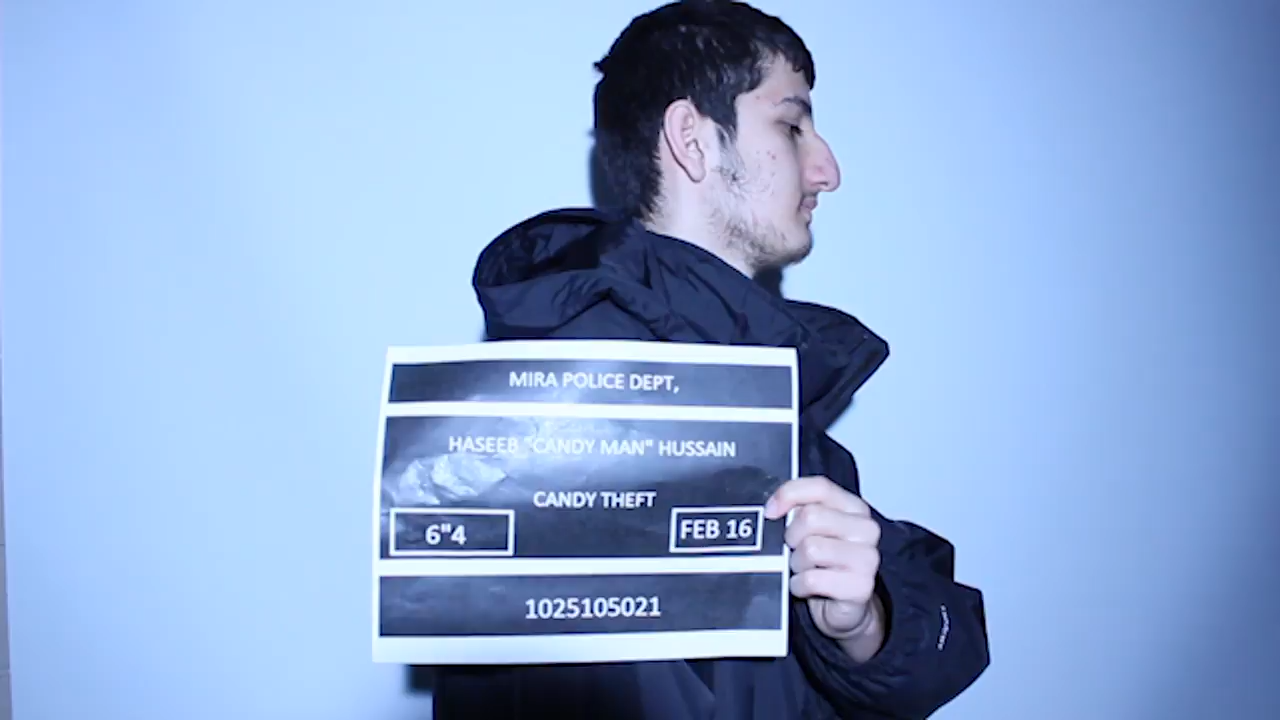 MIRA POLICE DEPT,
HASEEB "CANDY MAN" HUSSAIN
CANDY THEFT
6"4
FEB 16
1025105021